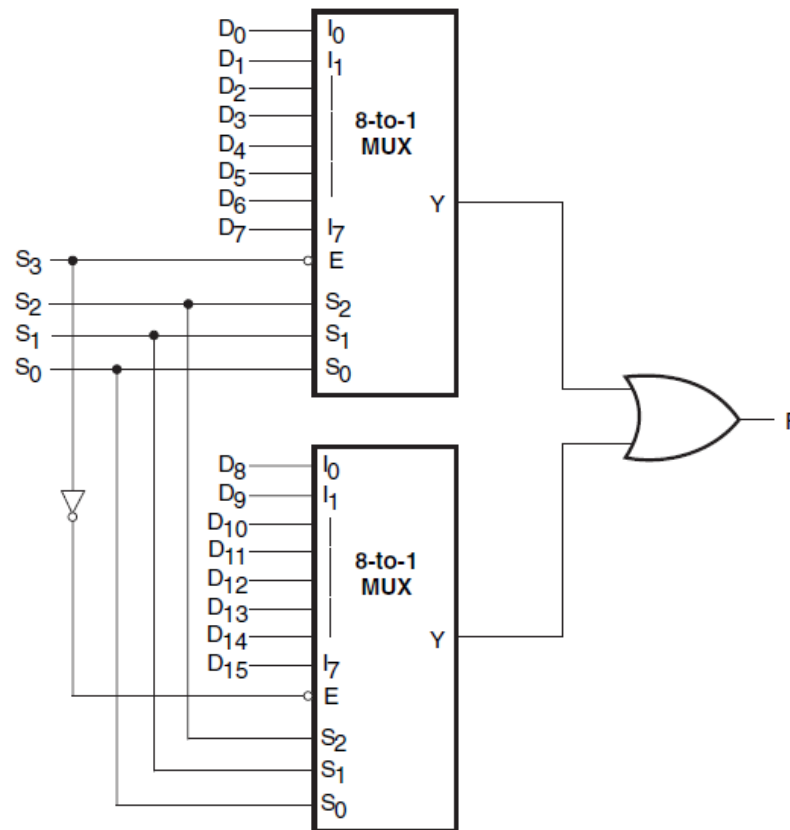 D0 I0
D1 I1
D2
D3
D4
D5
D6
D7 I7
8-to-1
MUX
Y
S3 E
S2 S2
S1 S1
S0 S0
F
D8 I0
D9 I1
D10
D11
D12
D13
D14
D15 I7
8-to-1
MUX
Y
E
S2
S1
S0